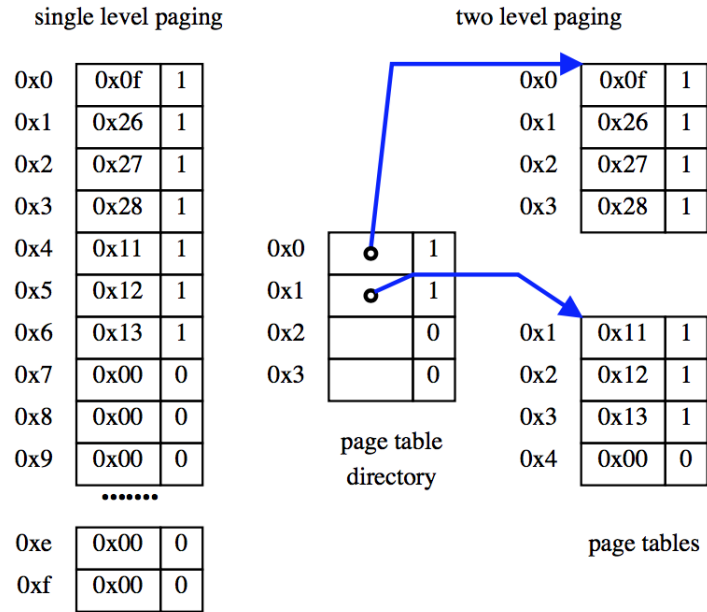 single level paging
two level paging
0x0 0x0f 1
0x1 0x26 1
0x2 0x27 1
0x3 0x28 1
0x4 0x11 1
0x5 0x12 1
0x6 0x13 1
0x7 0x00 0
0x8 0x00 0
0x9 0x00 0
.......
0xe 0x00 0
0xf 0x00 0
0x0 1
0x1 1
0x2 0
0x3 0
page table
directory
0x0 0x0f 1
0x1 0x26 1
0x2 0x27 1
0x3 0x28 1
0x1 0x11 1
0x2 0x12 1
0x3 0x13 1
0x4 0x00 0
page tables